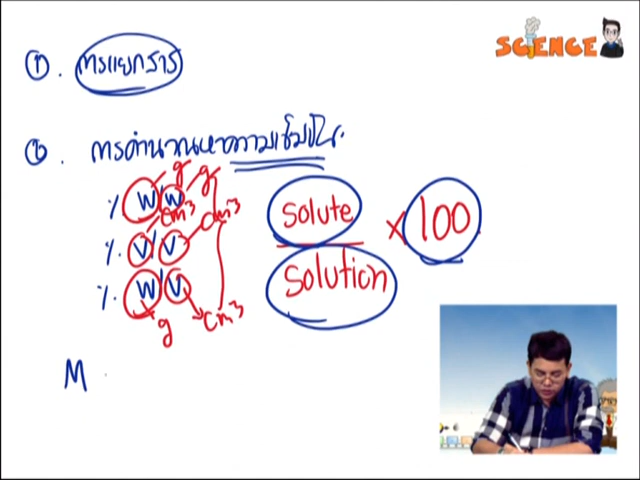 SCIENCE
① . การแยกสาร
② . การคำนวณหาความเข้มข้น.
g g
% W/W
cm³ cm³
% V/V
solute
solution
× 100
% W/V
g cm³
M